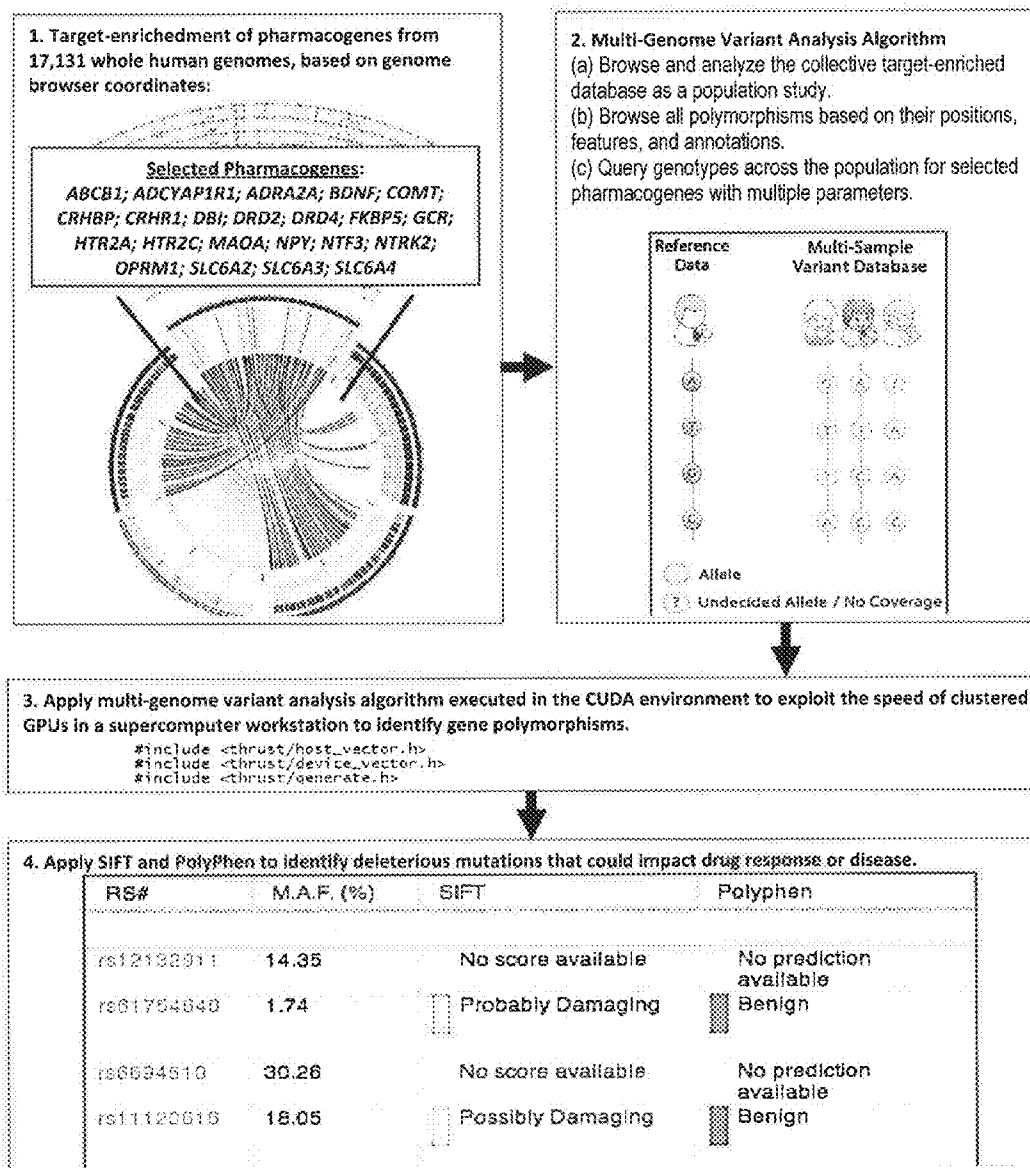 1. Target-enrichedment of pharmacogenes from
17,131 whole human genomes, based on genome
browser coordinates:
Selected Pharmacogenes:
ABCB1; ADCYAP1R1; ADRA2A; BDNF; COMT;
CRHBP; CRHR1; DBI; DRD2; DRD4; FKBP5; GCR;
HTR2A; HTR2C; MAOA; NPY; NTF3; NTRK2;
OPRM1; SLC6A2; SLC6A3; SLC6A4
2. Multi-Genome Variant Analysis Algorithm
(a) Browse and analyze the collective target-enriched
database as a population study.
(b) Browse all polymorphisms based on their positions,
features, and annotations.
(c) Query genotypes across the population for selected
pharmacogenes with multiple parameters.
Reference
Data
Multi-Sample
Variant Database
Allele
? Undecided Allele / No Coverage
3. Apply multi-genome variant analysis algorithm executed in the CUDA environment to exploit the speed of clustered
GPUs in a supercomputer workstation to identify gene polymorphisms.
#include <thrust/host_vector.h>
#include <thrust/device_vector.h>
#include <thrust/generate.h>
4. Apply SIFT and PolyPhen to identify deleterious mutations that could impact drug response or disease.
RS# M.A.F. (%) SIFT Polyphen
14.35 No score available No prediction
available
1.74 Probably Damaging Benign
30.26 No score available No prediction
available
18.05 Possibly Damaging Benign